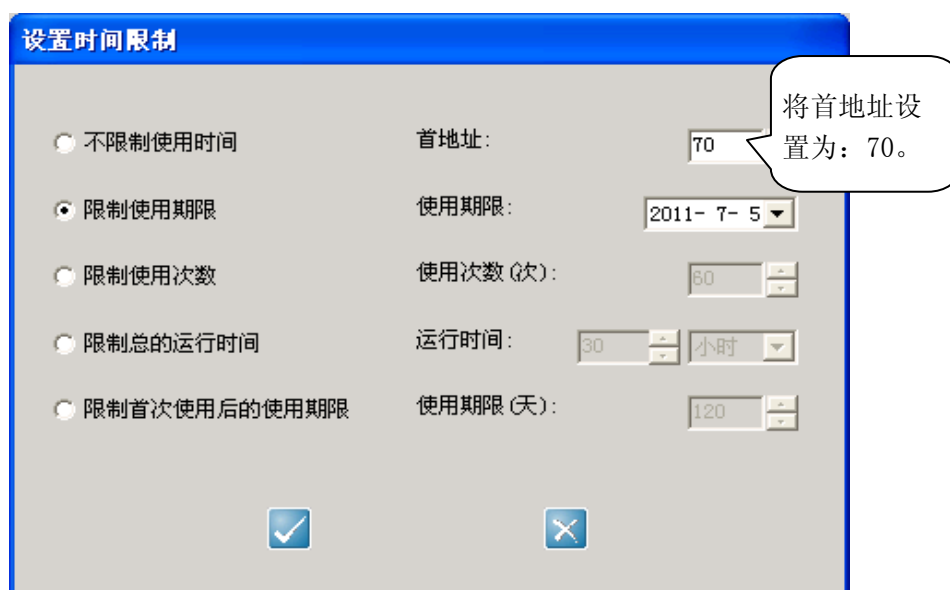 设置时间限制
将首地址设
置为：70。
不限制使用时间 首地址: 70
限制使用期限 使用期限: 2011- 7- 5
限制使用次数 使用次数(次): 60
限制总的运行时间 运行时间: 30 小时
限制首次使用后的使用期限 使用期限(天): 120